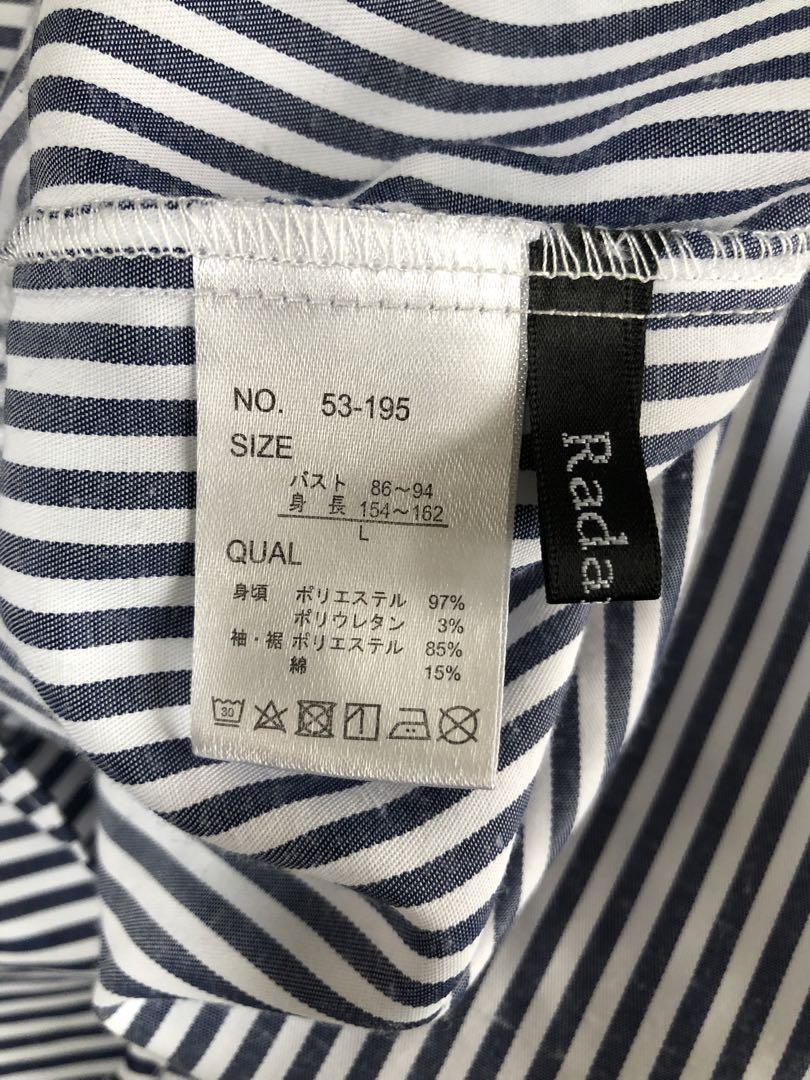 NO. 53-195
SIZE
バスト 86〜94
身 長 154〜162
L
QUAL
身頃 ポリエステル 97%
ポリウレタン 3%
袖・裾 ポリエステル 85%
綿 15%
30
Rada